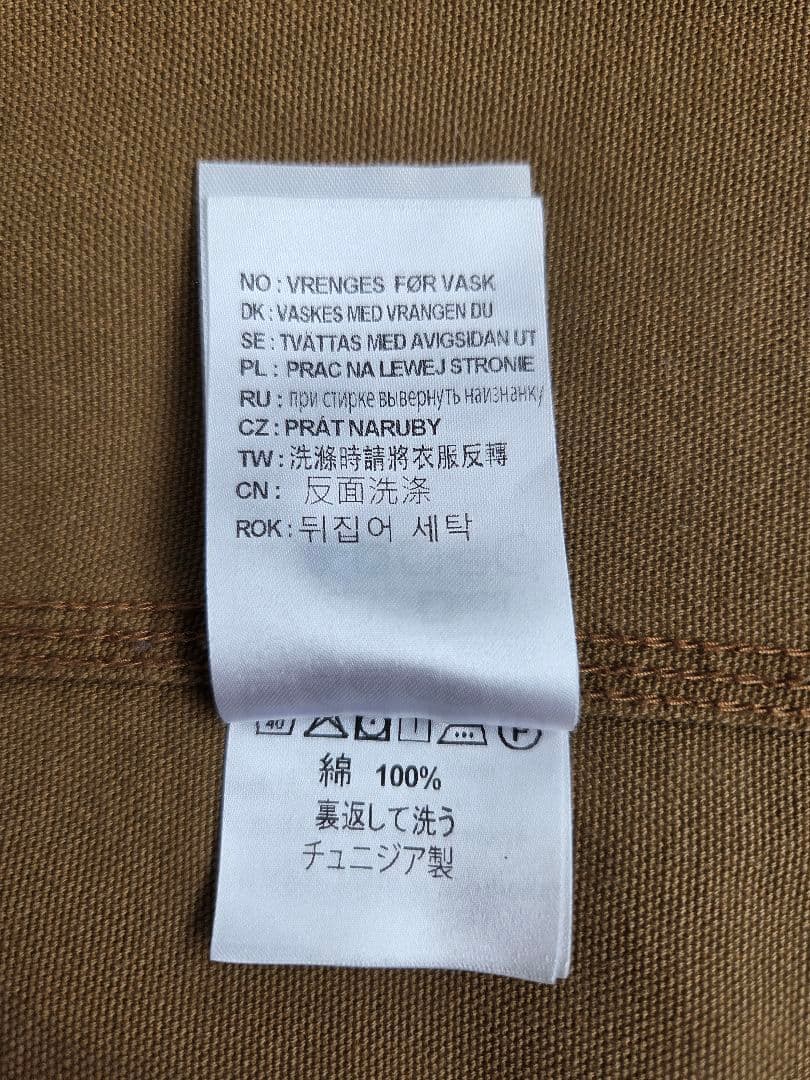 NO : VRENGES FØR VASK
DK : VASKES MED VRANGEN DU
SE : TVÄTTAS MED AVIGSIDAN UT
PL : PRAC NA LEWEJ STRONIE
RU : при стирке вывернуть наизнанку
CZ : PRÁT NARUBY
TW : 洗滌時請將衣服反轉
CN : 反面洗涤
ROK : 뒤집어 세탁
40 P
綿 100%
裏返して洗う
チュニジア製